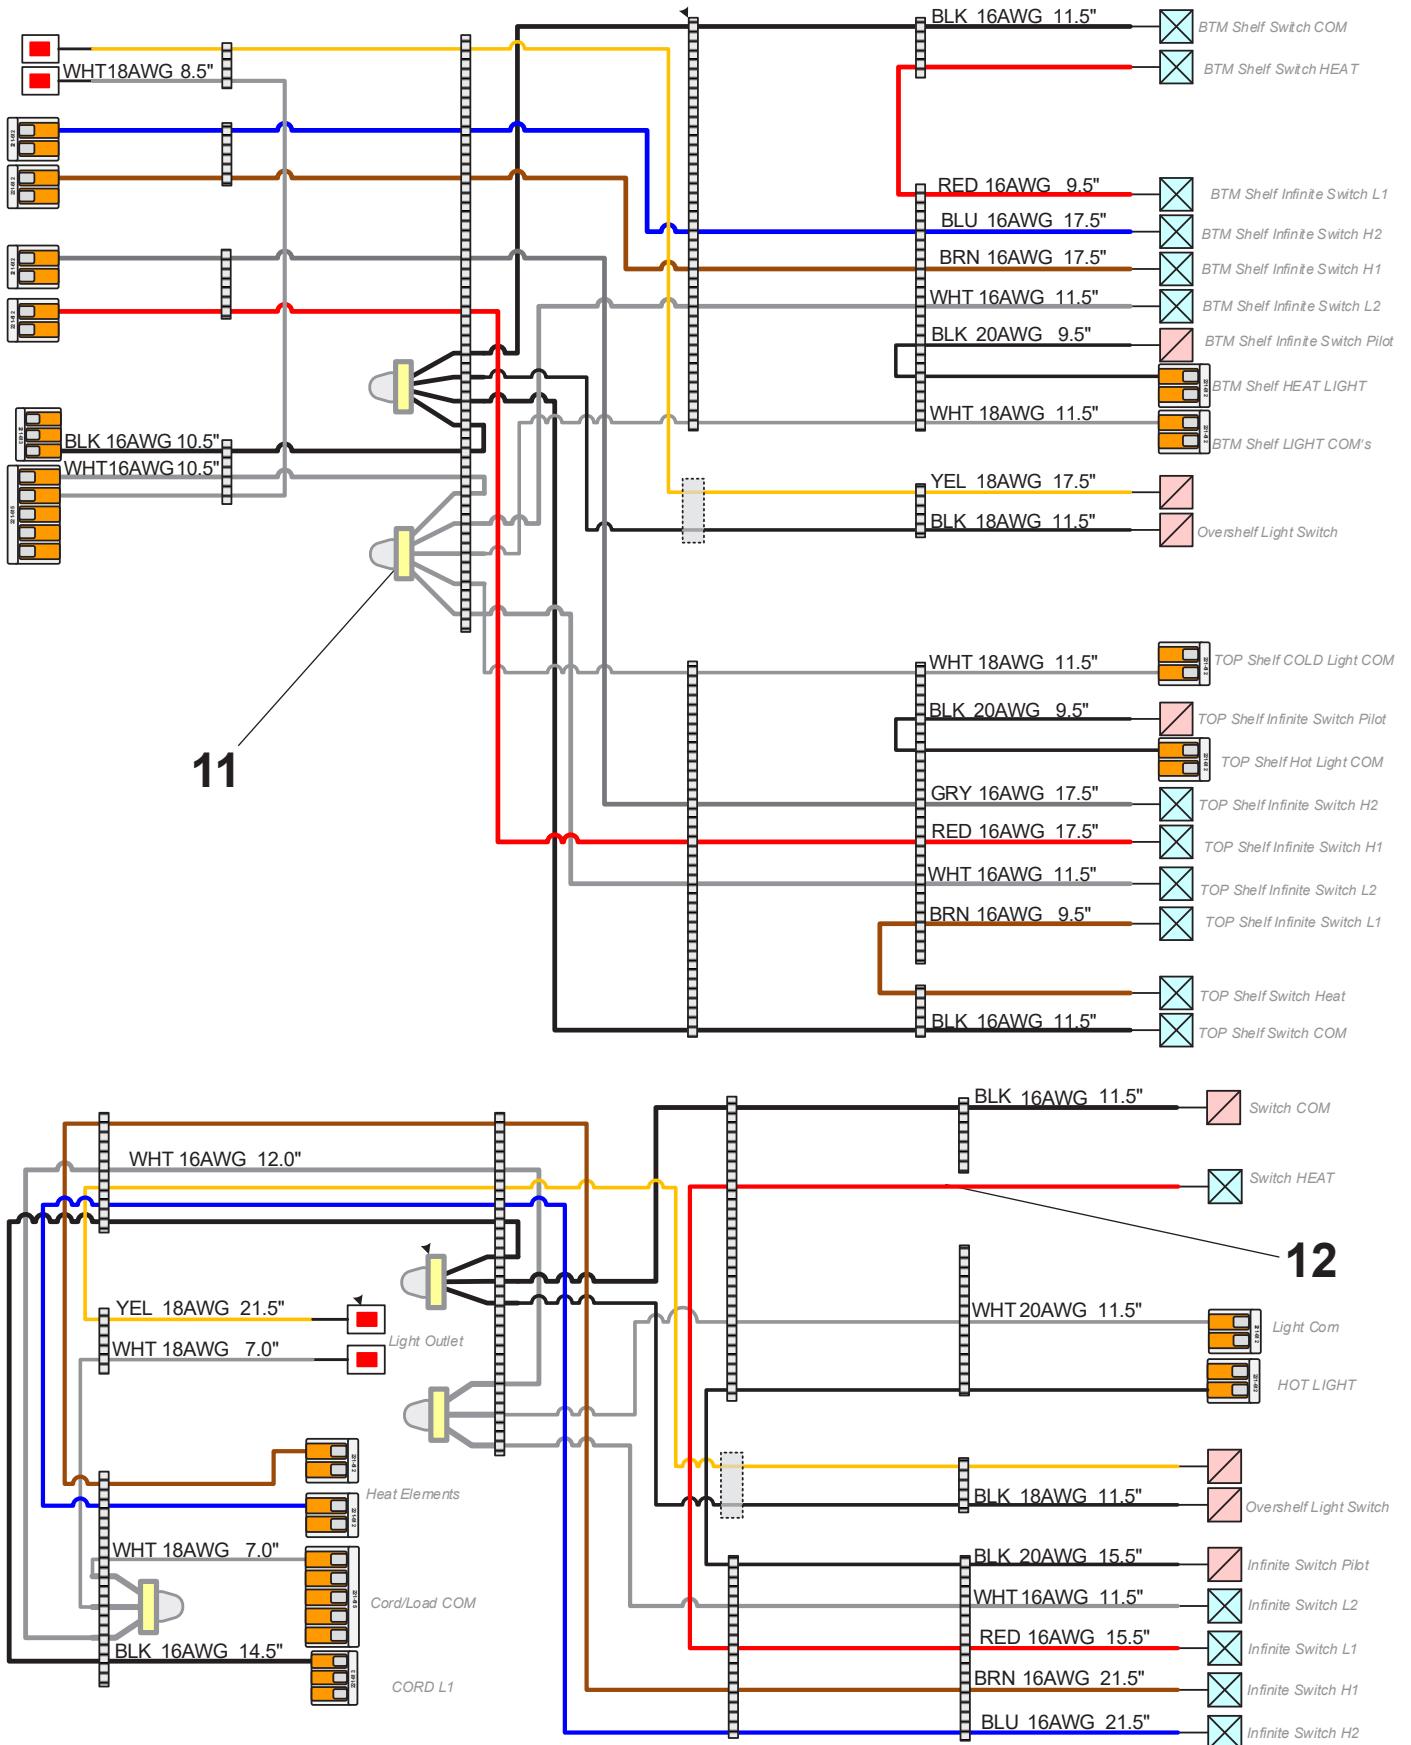 BLK 16AWG 11.5" BTM Shelf Switch COM
WHT18AWG 8.5" BTM Shelf Switch HEAT
RED 16AWG 9.5" BTM Shelf Infinite Switch L1
BLU 16AWG 17.5" BTM Shelf Infinite Switch H2
BRN 16AWG 17.5" BTM Shelf Infinite Switch H1
WHT 16AWG 11.5" BTM Shelf Infinite Switch L2
BLK 20AWG 9.5" BTM Shelf Infinite Switch Pilot
BTM Shelf HEAT LIGHT
WHT 18AWG 11.5"
BLK 16AWG 10.5" BTM Shelf LIGHT COM's
WHT16AWG 10.5"
YEL 18AWG 17.5"
BLK 18AWG 11.5" Overshelf Light Switch
WHT 18AWG 11.5" TOP Shelf COLD Light COM
BLK 20AWG 9.5" TOP Shelf Infinite Switch Pilot
11 TOP Shelf Hot Light COM
GRY 16AWG 17.5" TOP Shelf Infinite Switch H2
RED 16AWG 17.5" TOP Shelf Infinite Switch H1
WHT 16AWG 11.5" TOP Shelf Infinite Switch L2
BRN 16AWG 9.5" TOP Shelf Infinite Switch L1
TOP Shelf Switch Heat
BLK 16AWG 11.5" TOP Shelf Switch COM
BLK 16AWG 11.5" Switch COM
WHT 16AWG 12.0" Switch HEAT
12
YEL 18AWG 21.5" WHT 20AWG 11.5" Light Com
Light Outlet
WHT 18AWG 7.0"
HOT LIGHT
Heat Elements
BLK 18AWG 11.5" Overshelf Light Switch
WHT 18AWG 7.0" BLK 20AWG 15.5" Infinite Switch Pilot
Cord/Load COM WHT 16AWG 11.5" Infinite Switch L2
BLK 16AWG 14.5" RED 16AWG 15.5" Infinite Switch L1
CORD L1 BRN 16AWG 21.5" Infinite Switch H1
BLU 16AWG 21.5" Infinite Switch H2